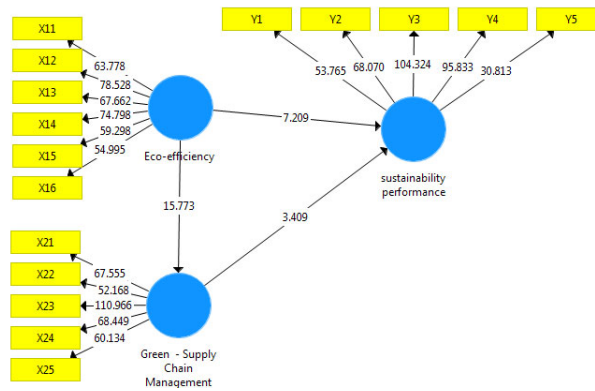 X11
X12
X13
X14
X15
X16
63.778
78.528
67.662
74.798
59.298
54.995
Eco-efficiency
Y1
Y2
Y3
Y4
Y5
53.765
68.070
104.324
95.833
30.813
sustainability
performance
7.209
15.773
3.409
X21
X22
X23
X24
X25
67.555
52.168
110.966
68.449
60.134
Green - Supply
Chain
Management